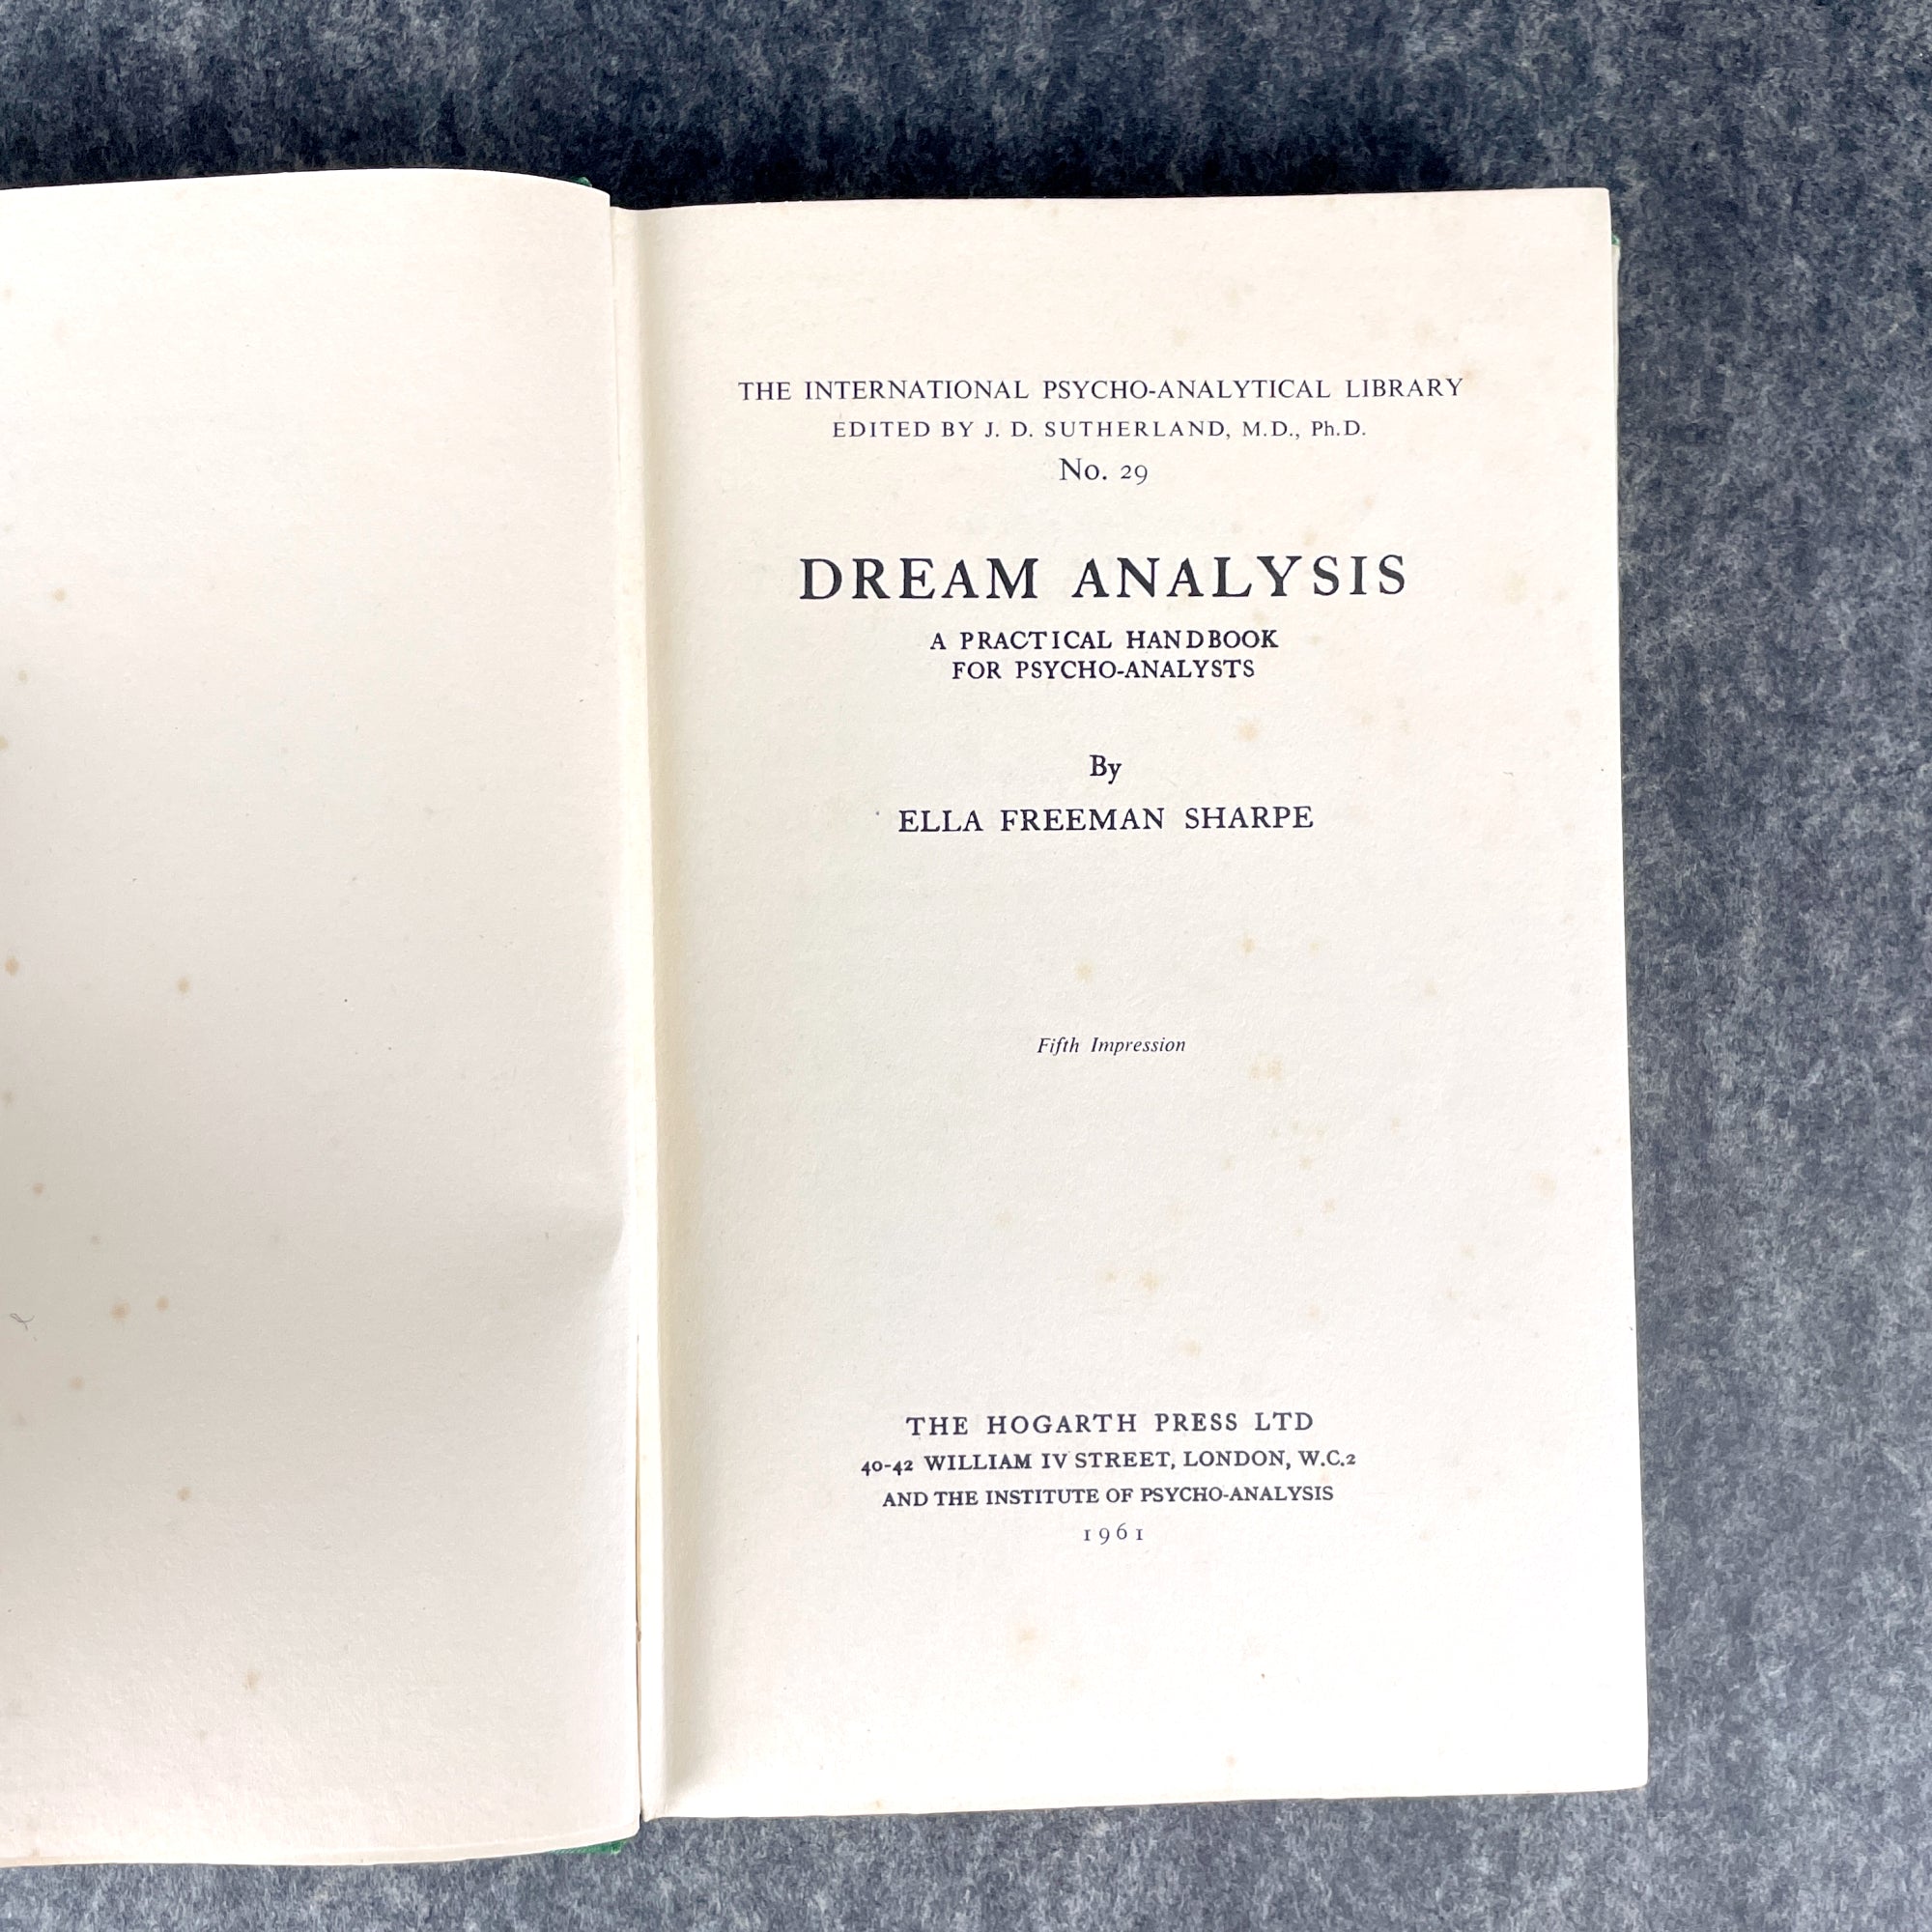 THE INTERNATIONAL PSYCHO-ANALYTICAL LIBRARY
EDITED BY J. D. SUTHERLAND, M.D., Ph.D.
No. 29
DREAM ANALYSIS
A PRACTICAL HANDBOOK
FOR PSYCHO-ANALYSTS
By
ELLA FREEMAN SHARPE
Fifth Impression
THE HOGARTH PRESS LTD
40-42 WILLIAM IV STREET, LONDON, W.C.2
AND THE INSTITUTE OF PSYCHO-ANALYSIS
1961